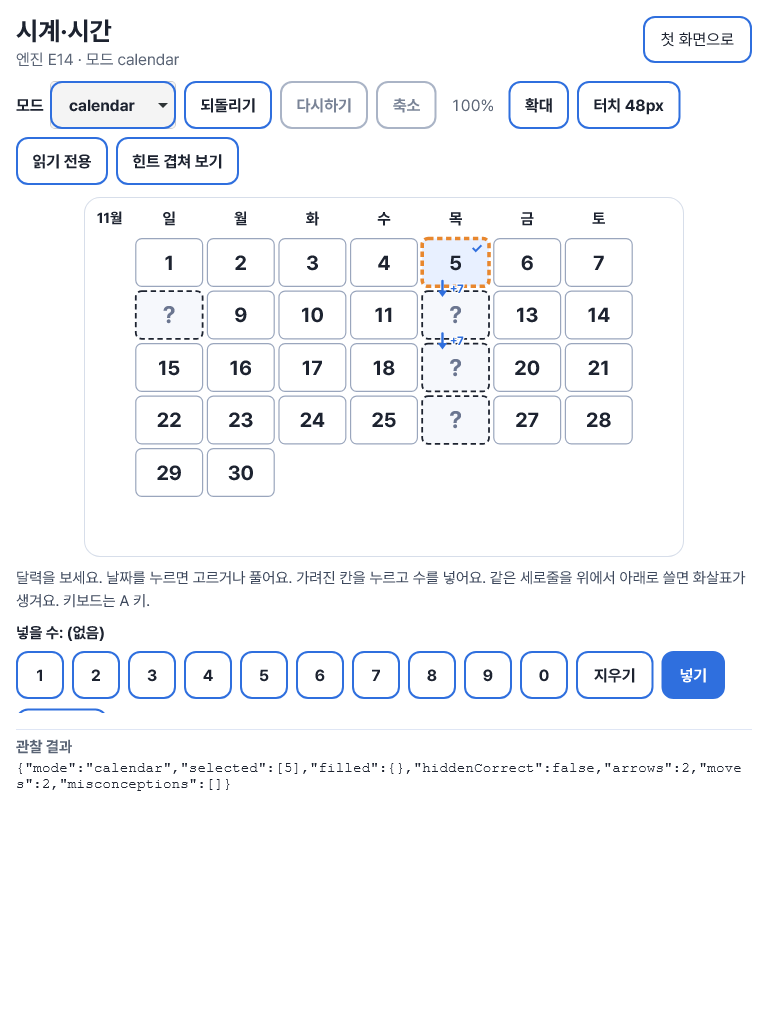 시계·시간
엔진 E14 · 모드 calendar
첫 화면으로
모드 calendar 되돌리기 다시하기 축소 100% 확대 터치 48px
읽기 전용 힌트 겹쳐 보기
11월 일 월 화 수 목 금 토
1 2 3 4 5 6 7
+7
? 9 10 11 ? 13 14
+7
15 16 17 18 ? 20 21
22 23 24 25 ? 27 28
29 30
달력을 보세요. 날짜를 누르면 고르거나 풀어요. 가려진 칸을 누르고 수를 넣어요. 같은 세로줄을 위에서 아래로 쓸면 화살표가
생겨요. 키보드는 A 키.
넣을 수: (없음)
1 2 3 4 5 6 7 8 9 0 지우기 넣기
관찰 결과
{"mode":"calendar","selected":[5],"filled":{},"hiddenCorrect":false,"arrows":2,"move
s":2,"misconceptions":[]}